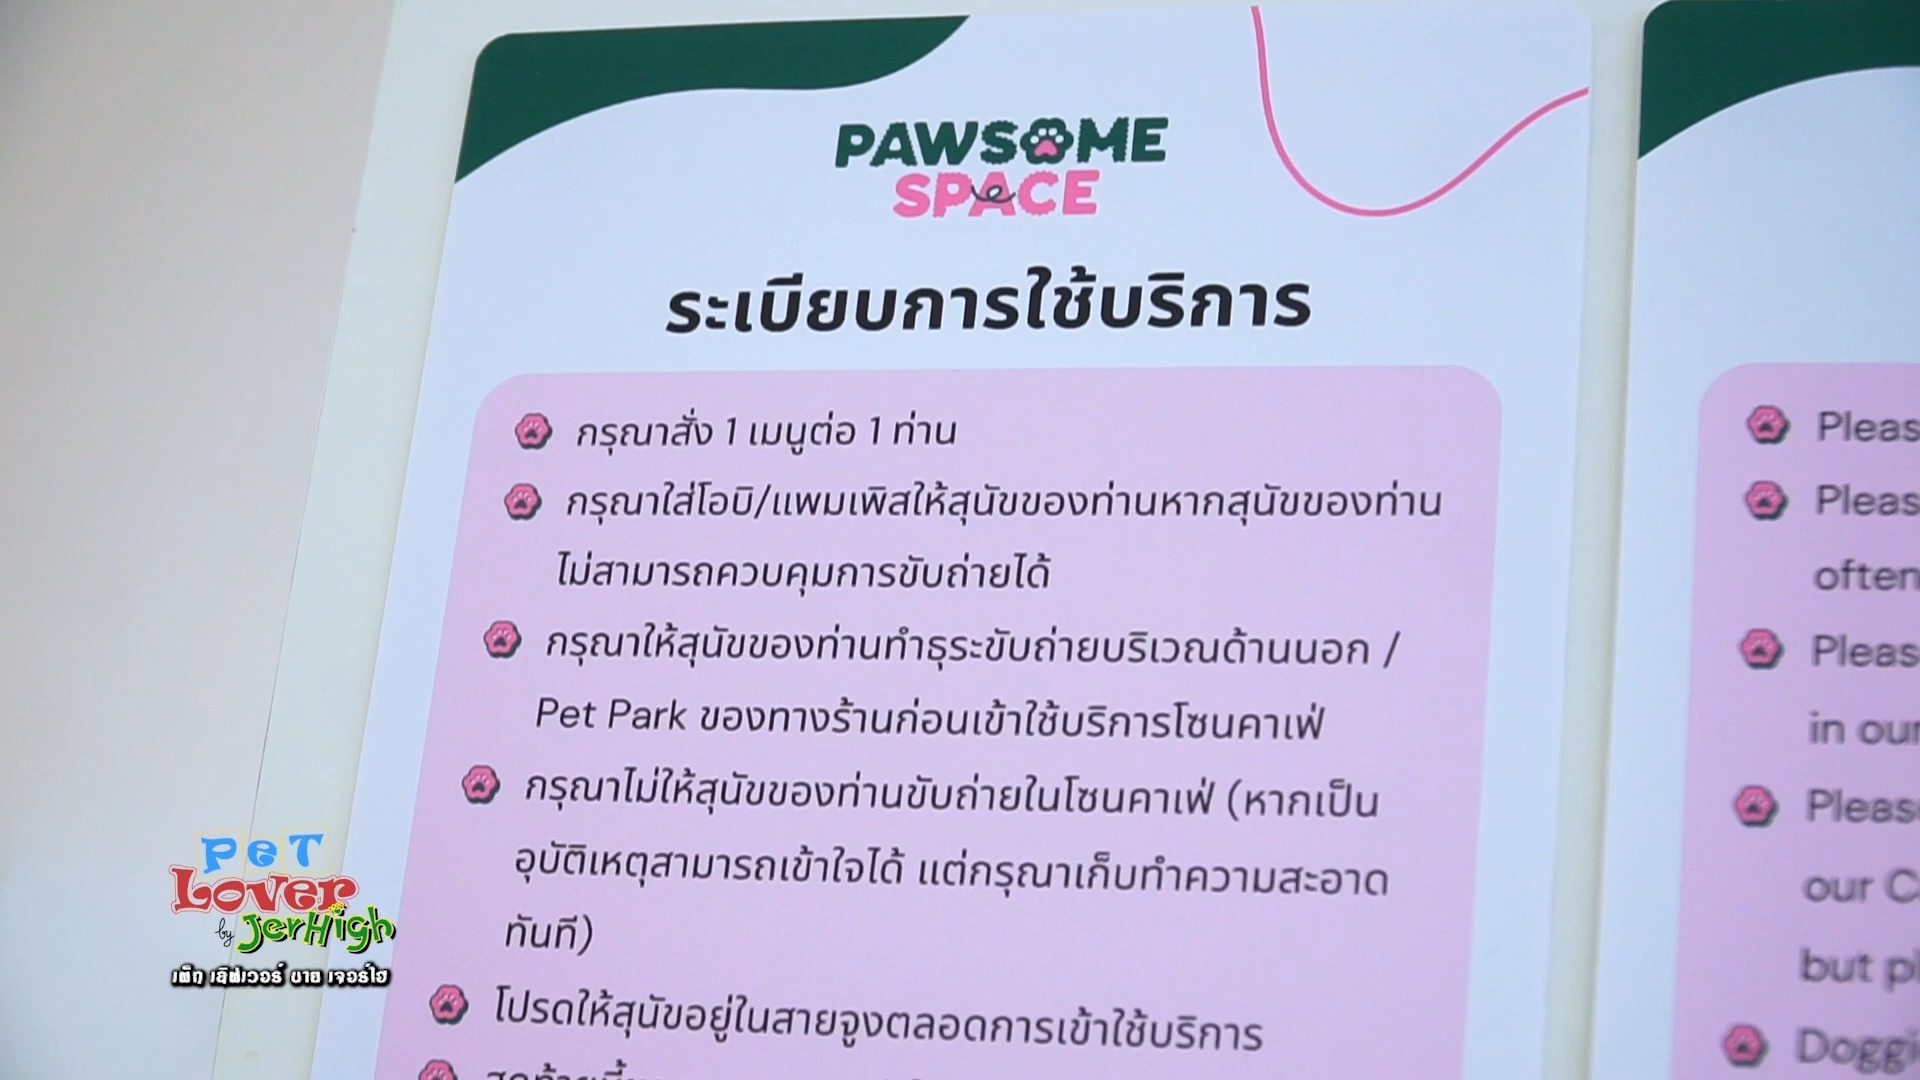 PAWSOME
SPACE
ระเบียบการใช้บริการ
กรุณาสั่ง 1 เมนูต่อ 1 ท่าน
กรุณาใส่โอบิ/แพมเพิสให้สุนัขของท่านหากสุนัขของท่าน
ไม่สามารถควบคุมการขับถ่ายได้
กรุณาให้สุนัขของท่านทำธุระขับถ่ายบริเวณด้านนอก /
Pet Park ของทางร้านก่อนเข้าใช้บริการโซนคาเฟ่
กรุณาไม่ให้สุนัขของท่านขับถ่ายในโซนคาเฟ่ (หากเป็น
อุบัติเหตุสามารถเข้าใจได้ แต่กรุณาเก็บทำความสะอาด
ทันที)
โปรดให้สุนัขอยู่ในสายจูงตลอดการเข้าใช้บริการ
often
in our
our
but
Pet
Lover
by JerHigh
เพ็ท เลิฟเวอร์ บาย เจอร์ไฮ